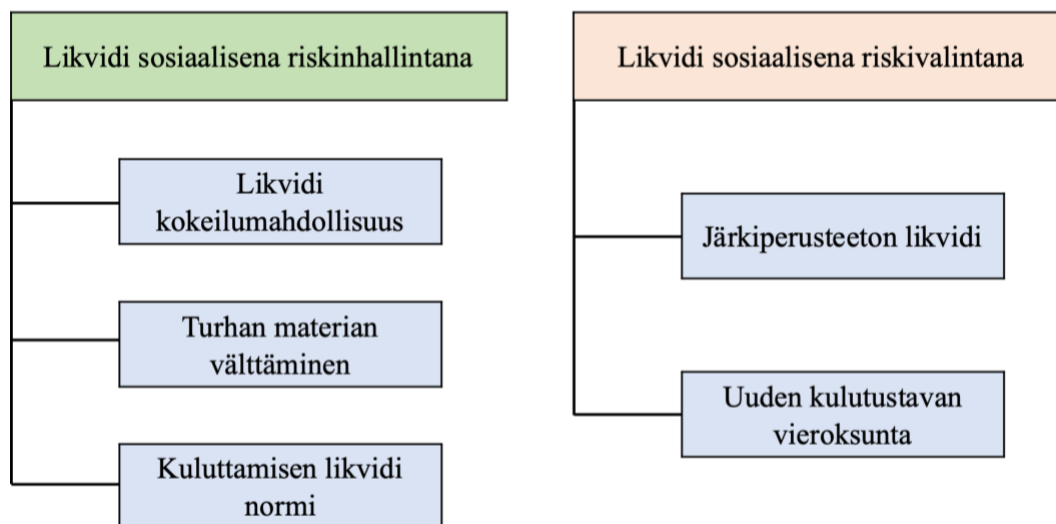 Likvidi sosiaalisena riskinhallintana
Likvidi
kokeilumahdollisuus
Turhan materian
välttäminen
Kuluttamisen likvidi
normi
Likvidi sosiaalisena riskivalintana
Järkiperusteeton likvidi
Uuden kulutustavan
vieroksunta